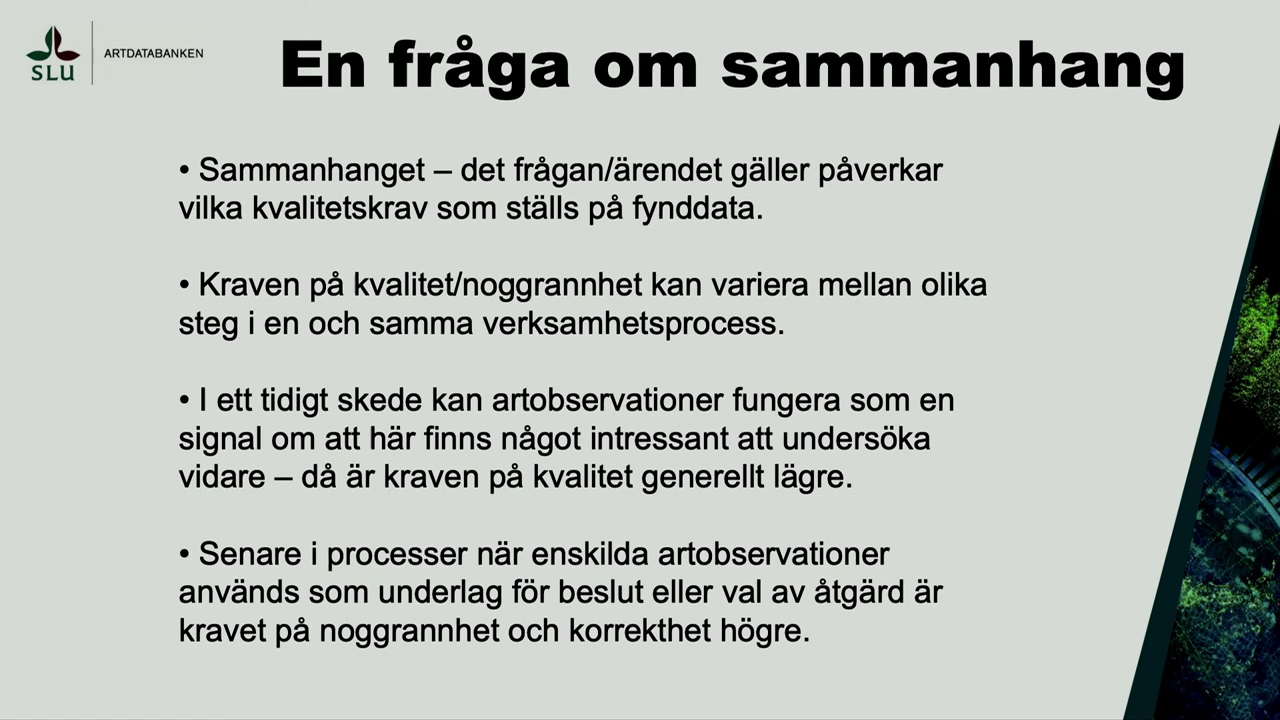 SLU
ARTDATABANKEN
En fråga om sammanhang
• Sammanhanget – det frågan/ärendet gäller påverkar
vilka kvalitetskrav som ställs på fynddata.
• Kraven på kvalitet/noggrannhet kan variera mellan olika
steg i en och samma verksamhetsprocess.
• I ett tidigt skede kan artobservationer fungera som en
signal om att här finns något intressant att undersöka
vidare – då är kraven på kvalitet generellt lägre.
• Senare i processer när enskilda artobservationer
används som underlag för beslut eller val av åtgärd är
kravet på noggrannhet och korrekthet högre.